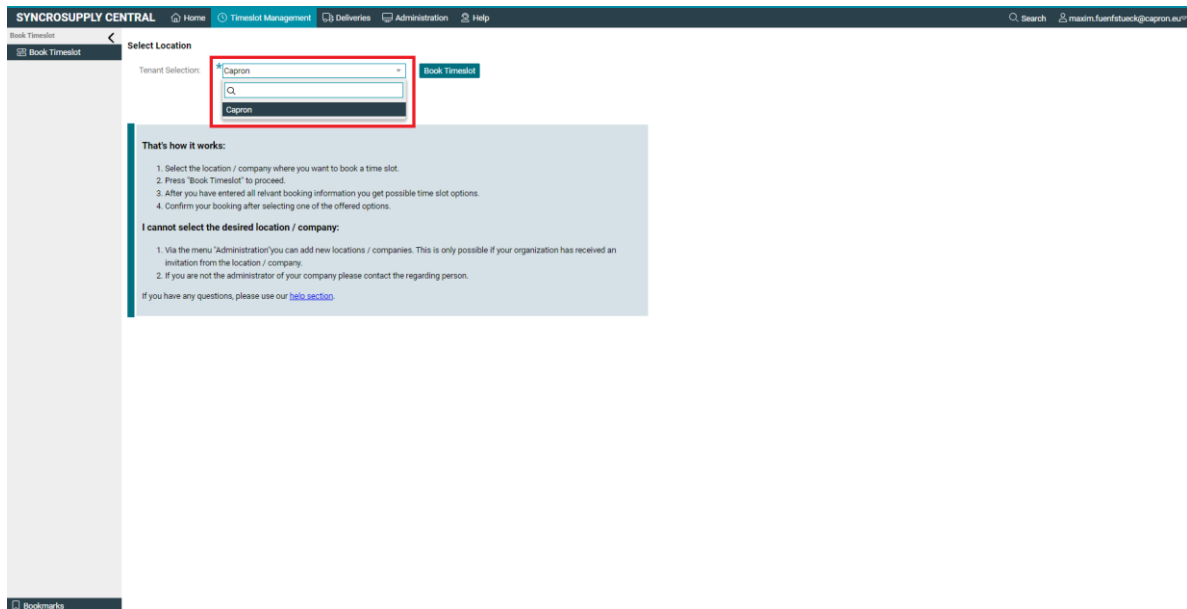 SYNCROSUPPLY CENTRAL Home Timeslot Management Deliveries Administration Help Search maxim.fuenfstueck@capron.eu
Book Timeslot
Book Timeslot
Select Location
Tenant Selection: *Capron Book Timeslot
Capron
That's how it works:
1. Select the location / company where you want to book a time slot.
2. Press "Book Timeslot" to proceed.
3. After you have entered all relvant booking information you get possible time slot options.
4. Confirm your booking after selecting one of the offered options.
I cannot select the desired location / company:
1. Via the menu "Administration"you can add new locations / companies. This is only possible if your organization has received an
invitation from the location / company.
2. If you are not the administrator of your company please contact the regarding person.
If you have any questions, please use our help section.
Bookmarks